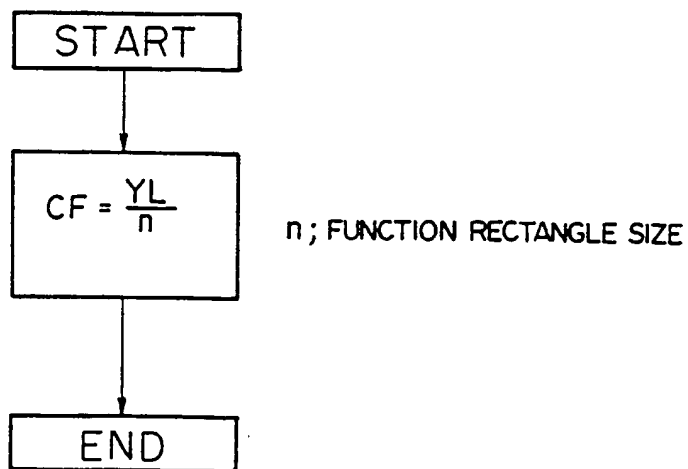 START
CF = YL/n
n; FUNCTION RECTANGLE SIZE
END